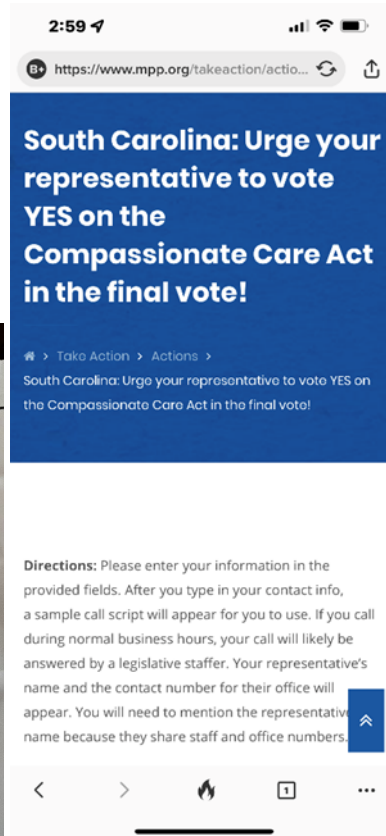 2:59
B+ https://www.mpp.org/takeaction/actio...
South Carolina: Urge your
representative to vote
YES on the
Compassionate Care Act
in the final vote!
> Take Action > Actions >
South Carolina: Urge your representative to vote YES on
the Compassionate Care Act in the final vote!
Directions: Please enter your information in the
provided fields. After you type in your contact info,
a sample call script will appear for you to use. If you call
during normal business hours, your call will likely be
answered by a legislative staffer. Your representative's
name and the contact number for their office will
appear. You will need to mention the representative
name because they share staff and office numbers.
1